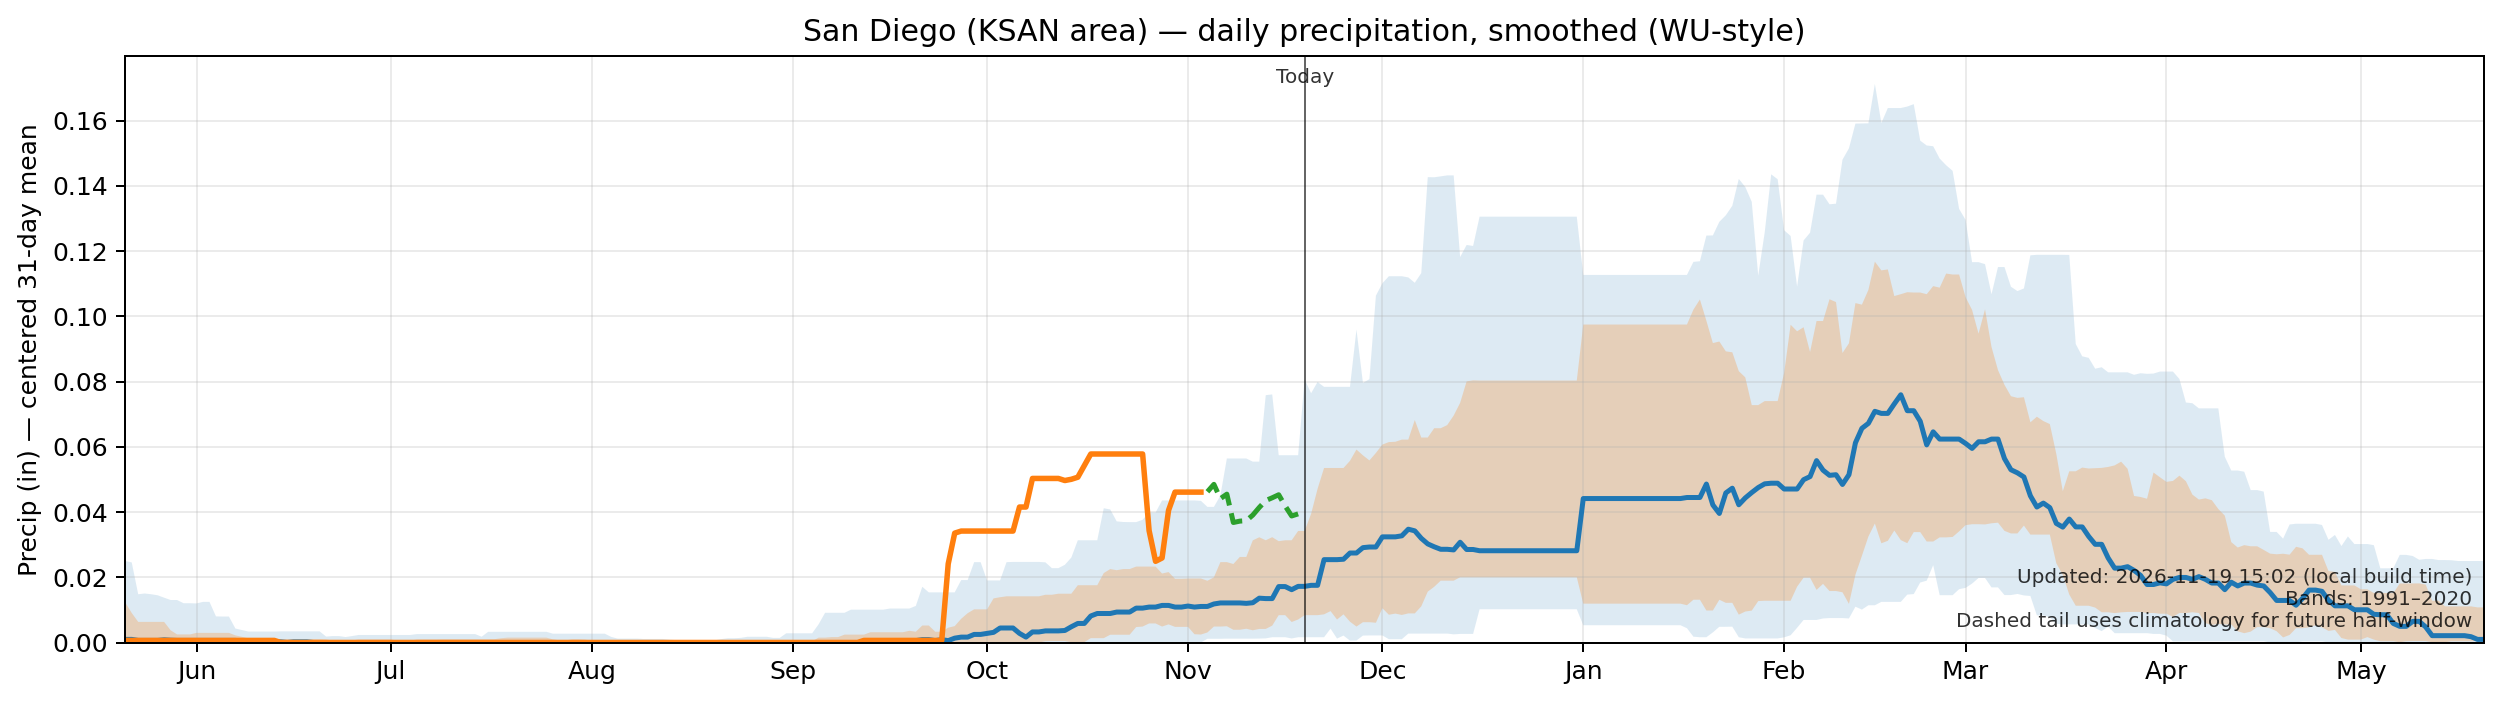 San Diego (KSAN area) — daily precipitation, smoothed (WU-style)
Today
Precip (in) — centered 31-day mean
0.16
0.14
0.12
0.10
0.08
0.06
0.04
0.02
0.00
Updated: 2026-11-19 15:02 (local build time)
Bands: 1991–2020
Dashed tail uses climatology for future half-window
Jun Jul Aug Sep Oct Nov Dec Jan Feb Mar Apr May